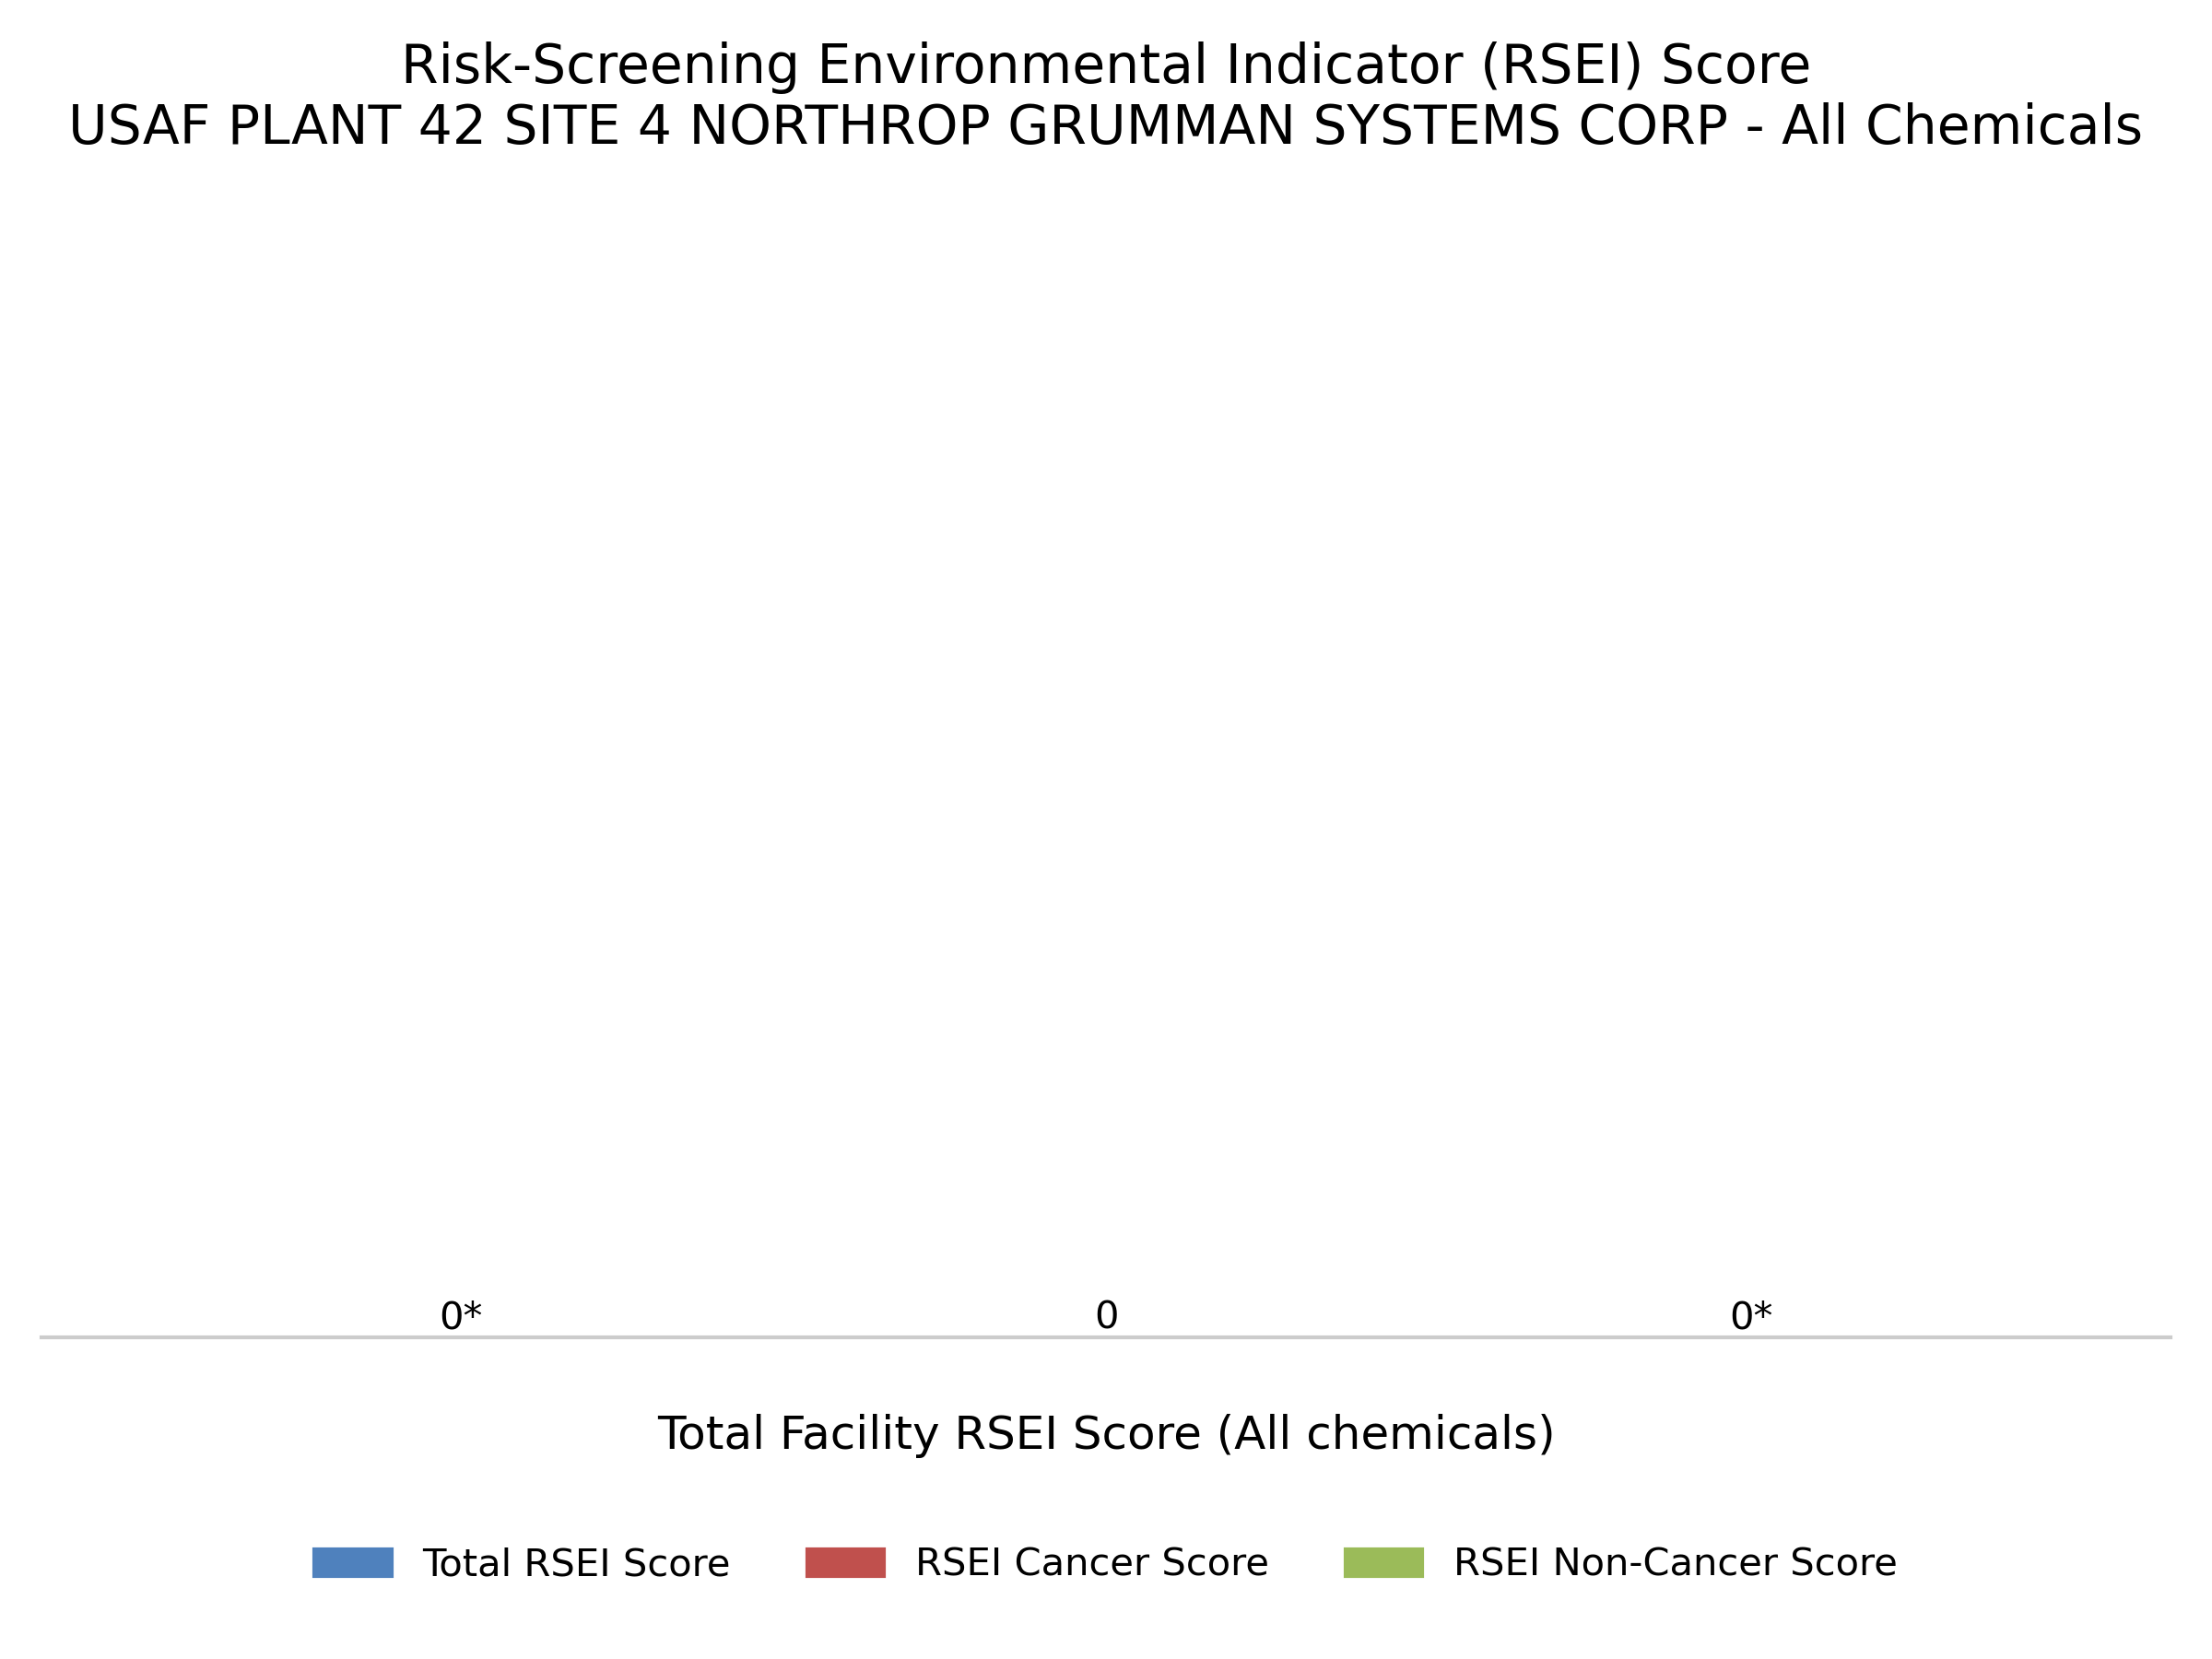 Risk-Screening Environmental Indicator (RSEI) Score
USAF PLANT 42 SITE 4 NORTHROP GRUMMAN SYSTEMS CORP - All Chemicals
0* 0 0*
Total Facility RSEI Score (All chemicals)
Total RSEI Score RSEI Cancer Score RSEI Non-Cancer Score